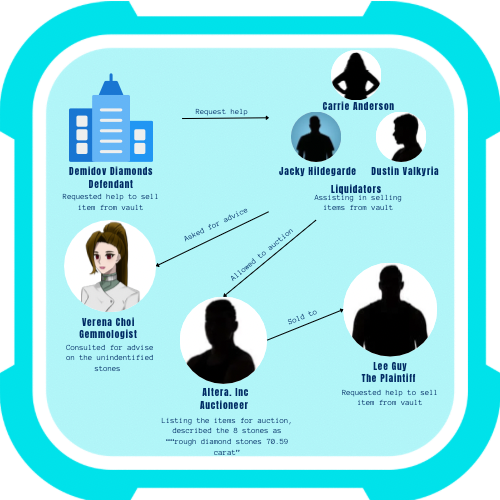 Request help
Carrie Anderson
Jacky Hildegarde
Dustin Valkyria
Liquidators
Assisting in selling
items from vault
Demidov Diamonds
Defendant
Requested help to sell
item from vault
Asked for advice
Allowed to auction
Verena Choi
Gemmologist
Consulted for advise
on the unindentified
stones
Sold to
Altera. Inc
Auctioneer
Listing the items for auction,
described the 8 stones as
""rough diamond stones 70.59
carat"
Lee Guy
The Plaintiff
Requested help to sell
item from vault